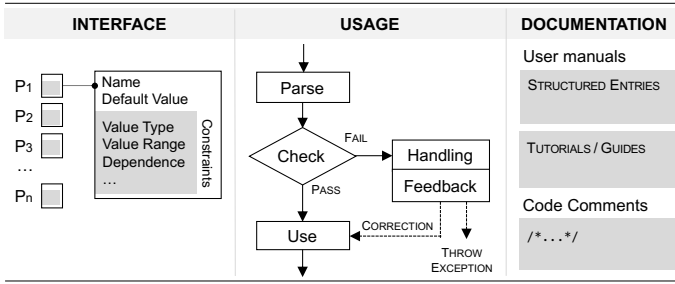 INTERFACE
P1
P2
P3
…
Pn
Name
Default Value
Value Type
Value Range
Dependence
…
Constraints
USAGE
Parse
Check
FAIL
PASS
Handling
Feedback
Use
CORRECTION
THROW
EXCEPTION
DOCUMENTATION
User manuals
STRUCTURED ENTRIES
TUTORIALS / GUIDES
Code Comments
/*...*/